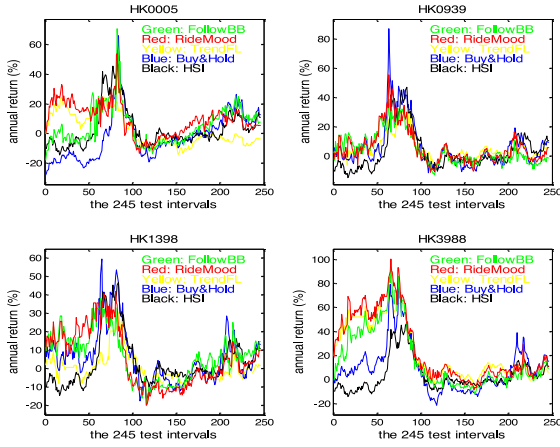 HK0005
Green: FollowBB
Red: RideMood
Yellow: TrendFL
Blue: Buy&Hold
Black: HSI
annual return (%)
60
40
20
0
-20
0 50 100 150 200 250
the 245 test intervals
HK0939
Green: FollowBB
Red: RideMood
Yellow: TrendFL
Blue: Buy&Hold
Black: HSI
annual return (%)
80
60
40
20
0
0 50 100 150 200 250
the 245 test intervals
HK1398
Green: FollowBB
Red: RideMood
Yellow: TrendFL
Blue: Buy&Hold
Black: HSI
annual return (%)
60
50
40
30
20
10
0
-10
-20
0 50 100 150 200 250
the 245 test intervals
HK3988
Green: FollowBB
Red: RideMood
Yellow: TrendFL
Blue: Buy&Hold
Black: HSI
annual return (%)
100
80
60
40
20
0
-20
0 50 100 150 200 250
the 245 test intervals